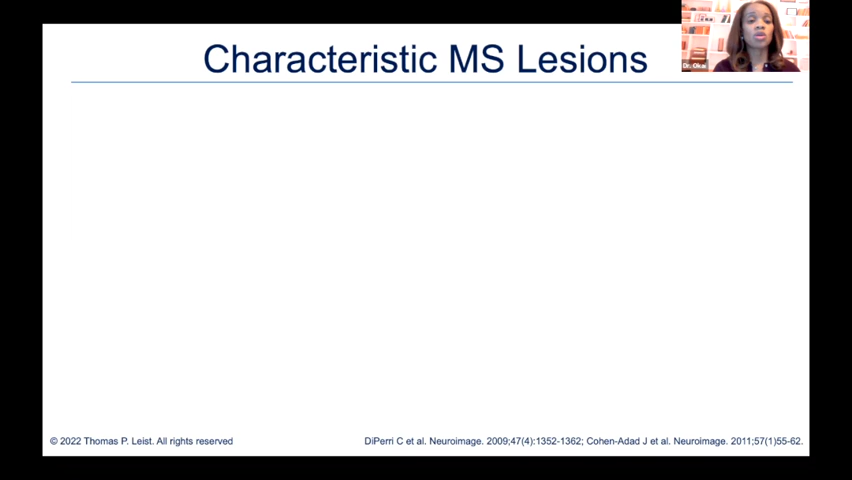 Characteristic MS Lesions
© 2022 Thomas P. Leist. All rights reserved
DiPerri C et al. Neuroimage. 2009;47(4):1352-1362; Cohen-Adad J et al. Neuroimage. 2011;57(1)55-62.